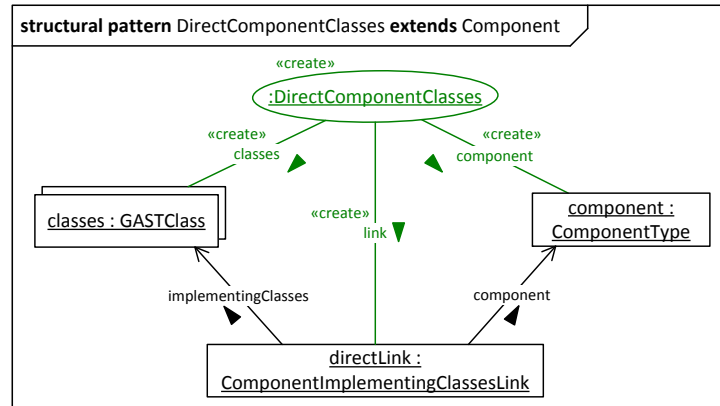 structural pattern DirectComponentClasses extends Component
«create»
:DirectComponentClasses
«create»
classes
«create»
component
«create»
link
classes : GASTClass
component :
ComponentType
implementingClasses
component
directLink :
ComponentImplementingClassesLink